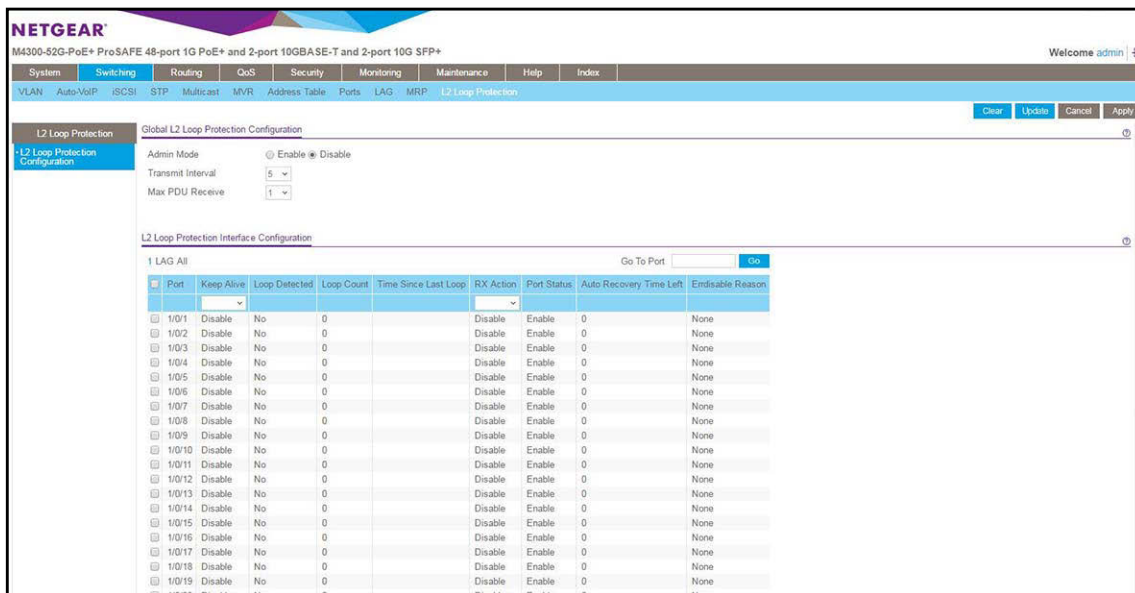 NETGEAR®
M4300-52G-PoE+ ProSAFE 48-port 1G PoE+ and 2-port 10GBASE-T and 2-port 10G SFP+
Welcome admin
System Switching Routing QoS Security Monitoring Maintenance Help Index
VLAN Auto-VoIP iSCSI STP Multicast MVR Address Table Ports LAG MRP L2 Loop Protection
Clear Update Cancel Apply
L2 Loop Protection
• L2 Loop Protection Configuration
Global L2 Loop Protection Configuration
Admin Mode Enable Disable
Transmit Interval 5
Max PDU Receive 1
L2 Loop Protection Interface Configuration
1 LAG All Go To Port Go
Port Keep Alive Loop Detected Loop Count Time Since Last Loop RX Action Port Status Auto Recovery Time Left Errdisable Reason
1/0/1 Disable No 0 Disable Enable 0 None
1/0/2 Disable No 0 Disable Enable 0 None
1/0/3 Disable No 0 Disable Enable 0 None
1/0/4 Disable No 0 Disable Enable 0 None
1/0/5 Disable No 0 Disable Enable 0 None
1/0/6 Disable No 0 Disable Enable 0 None
1/0/7 Disable No 0 Disable Enable 0 None
1/0/8 Disable No 0 Disable Enable 0 None
1/0/9 Disable No 0 Disable Enable 0 None
1/0/10 Disable No 0 Disable Enable 0 None
1/0/11 Disable No 0 Disable Enable 0 None
1/0/12 Disable No 0 Disable Enable 0 None
1/0/13 Disable No 0 Disable Enable 0 None
1/0/14 Disable No 0 Disable Enable 0 None
1/0/15 Disable No 0 Disable Enable 0 None
1/0/16 Disable No 0 Disable Enable 0 None
1/0/17 Disable No 0 Disable Enable 0 None
1/0/18 Disable No 0 Disable Enable 0 None
1/0/19 Disable No 0 Disable Enable 0 None